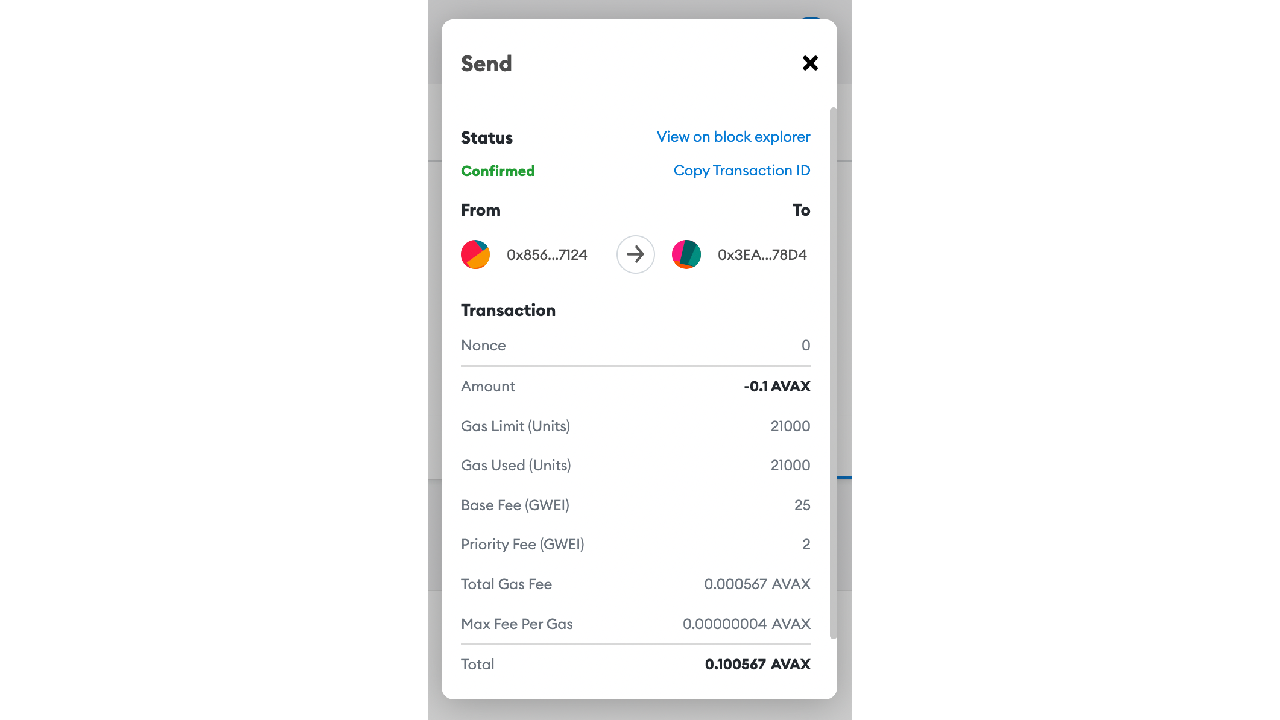 Send
Status View on block explorer
Confirmed Copy Transaction ID
From To
0x856...7124 0x3EA...78D4
Transaction
Nonce 0
Amount -0.1 AVAX
Gas Limit (Units) 21000
Gas Used (Units) 21000
Base Fee (GWEI) 25
Priority Fee (GWEI) 2
Total Gas Fee 0.000567 AVAX
Max Fee Per Gas 0.00000004 AVAX
Total 0.100567 AVAX